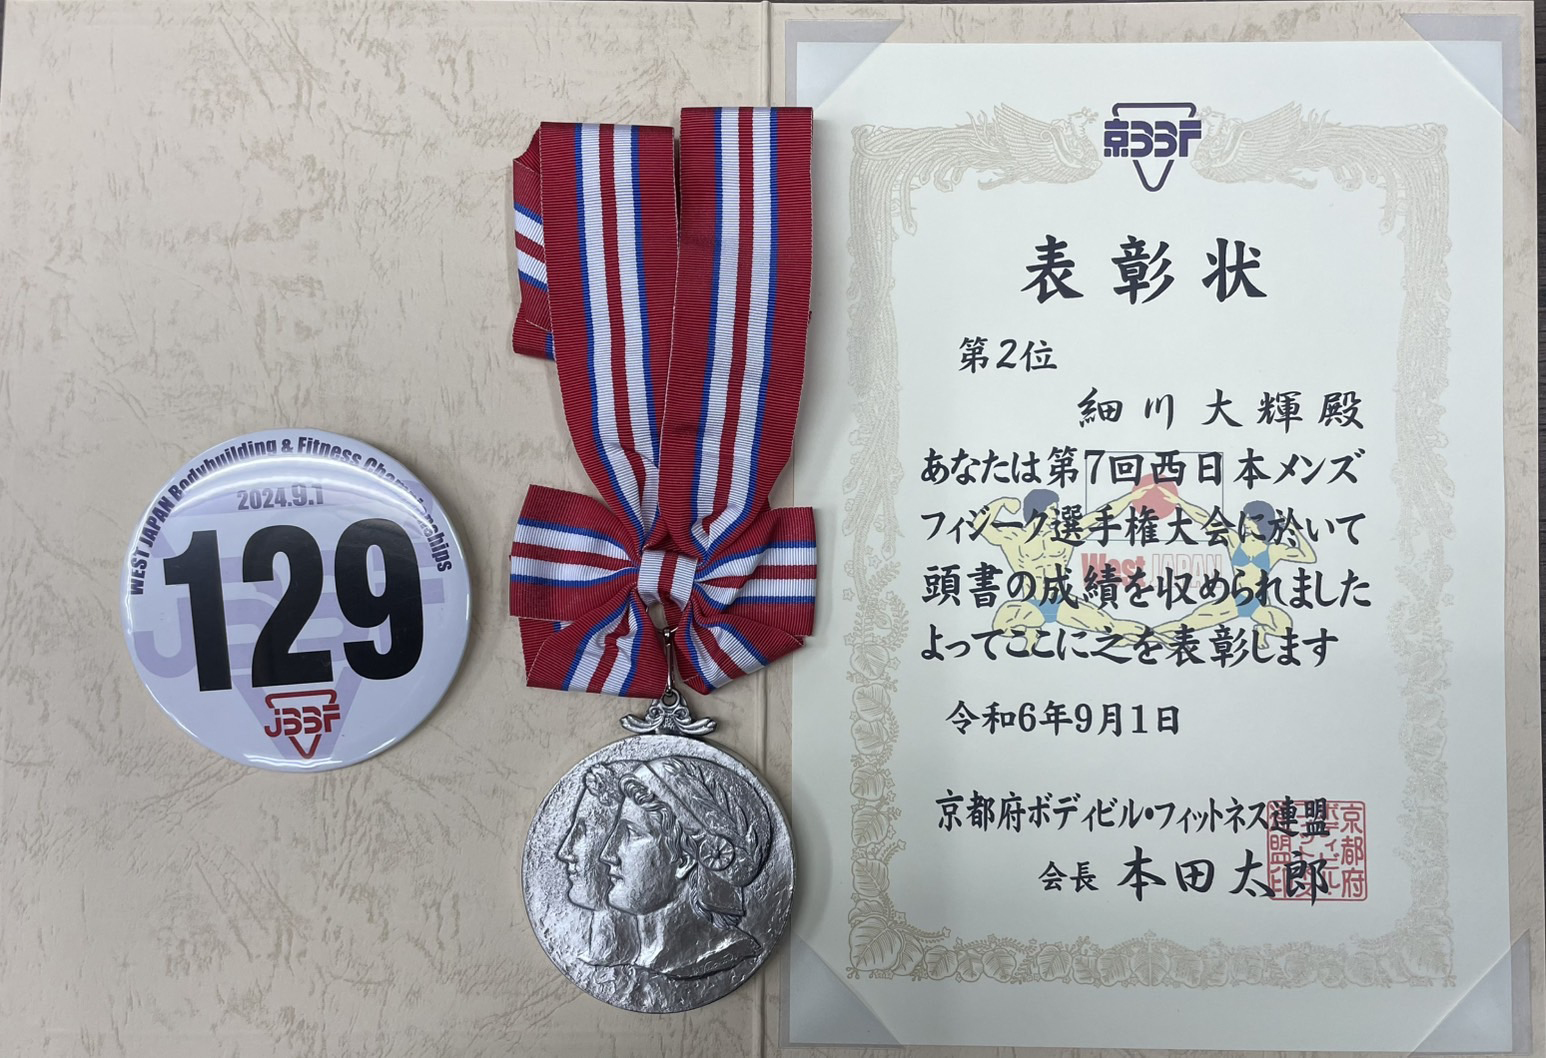 WEST JAPAN Bodybuilding & Fitness Championships
2024.9.1
129
JBBF
京BBF
表彰状
第2位
細川大輝殿
あなたは第7回西日本メンズ
フィジーク選手権大会に於いて
West JAPAN
頭書の成績を収められました
よってここに之を表彰します
令和6年9月1日
京都府ボディビル・フィットネス連盟
会長 本田太郎